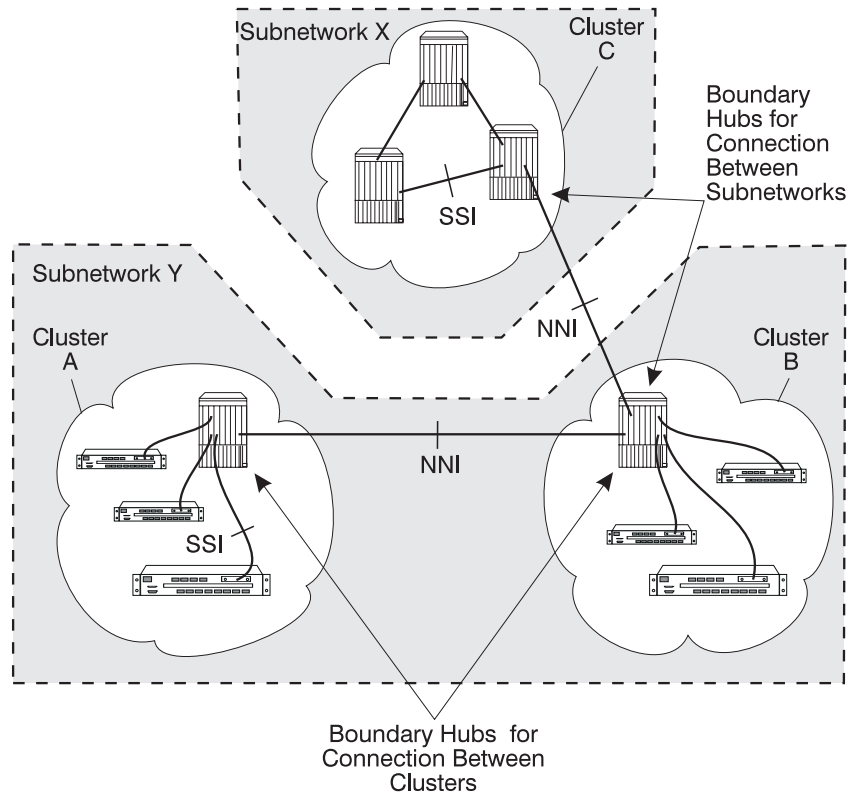 Subnetwork X
Cluster
C
Boundary
Hubs for
Connection
Between
Subnetworks
SSI
Subnetwork Y
NNI
Cluster
A
Cluster
B
NNI
SSI
Boundary Hubs for
Connection Between
Clusters